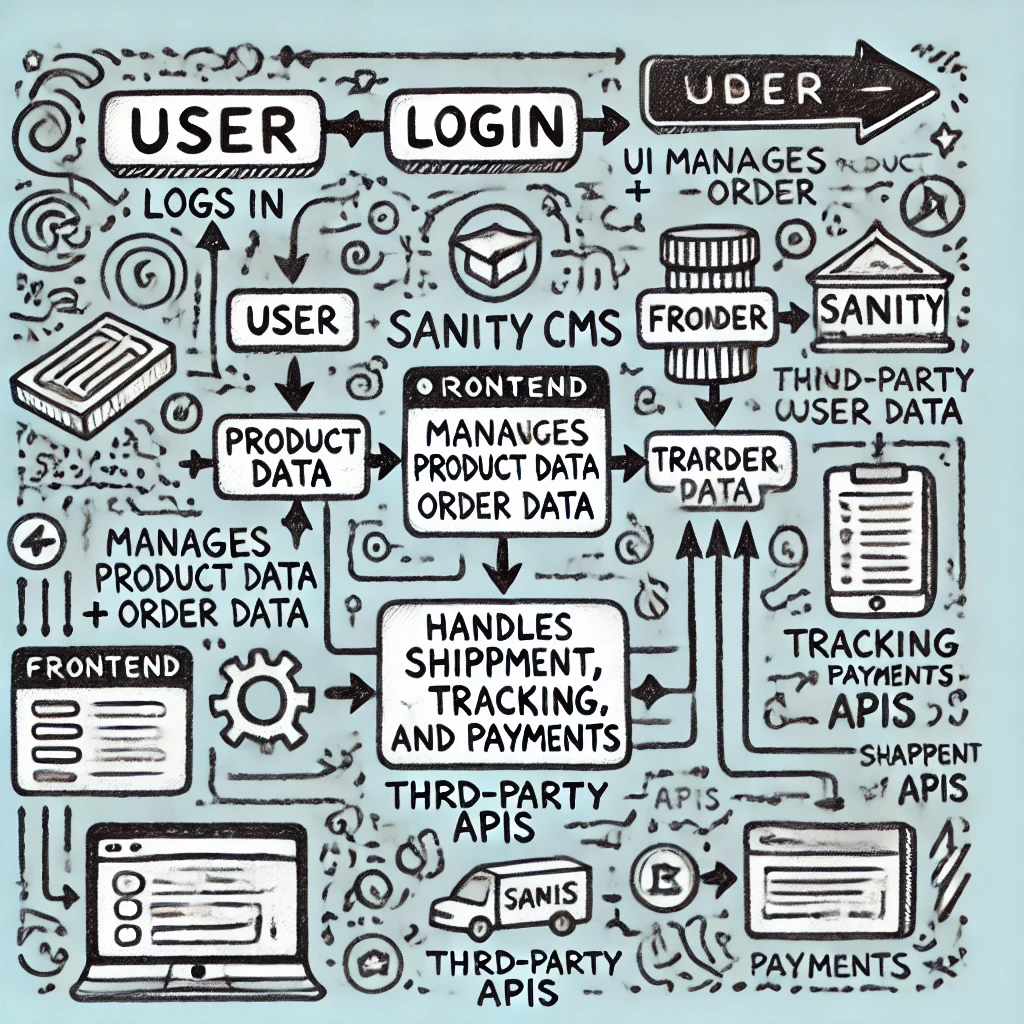 USER
LOGIN
UDER
LOGS IN
UI MANAGES
+ - ORDER
USER
SANITY CMS
FRONDER
SANITY
THIND-PARTY
USER DATA
RONTEND
PRODUCT
DATA
MANAUGES
PRODUCT DATA
ORDER DATA
TRARDER
DATA
MANAGES
PRODUCT DATA
+ ORDER DATA
HANDLES
SHIPPMENT,
TRACKING,
AND PAYMENTS
TRACKING
PAYMENTS
APIS
FRONTEND
SHAPPENT
APIS
THRD-PARTY
APIS
APIS
SANIS
THRD-PARTY
APIS
PAYMENTS